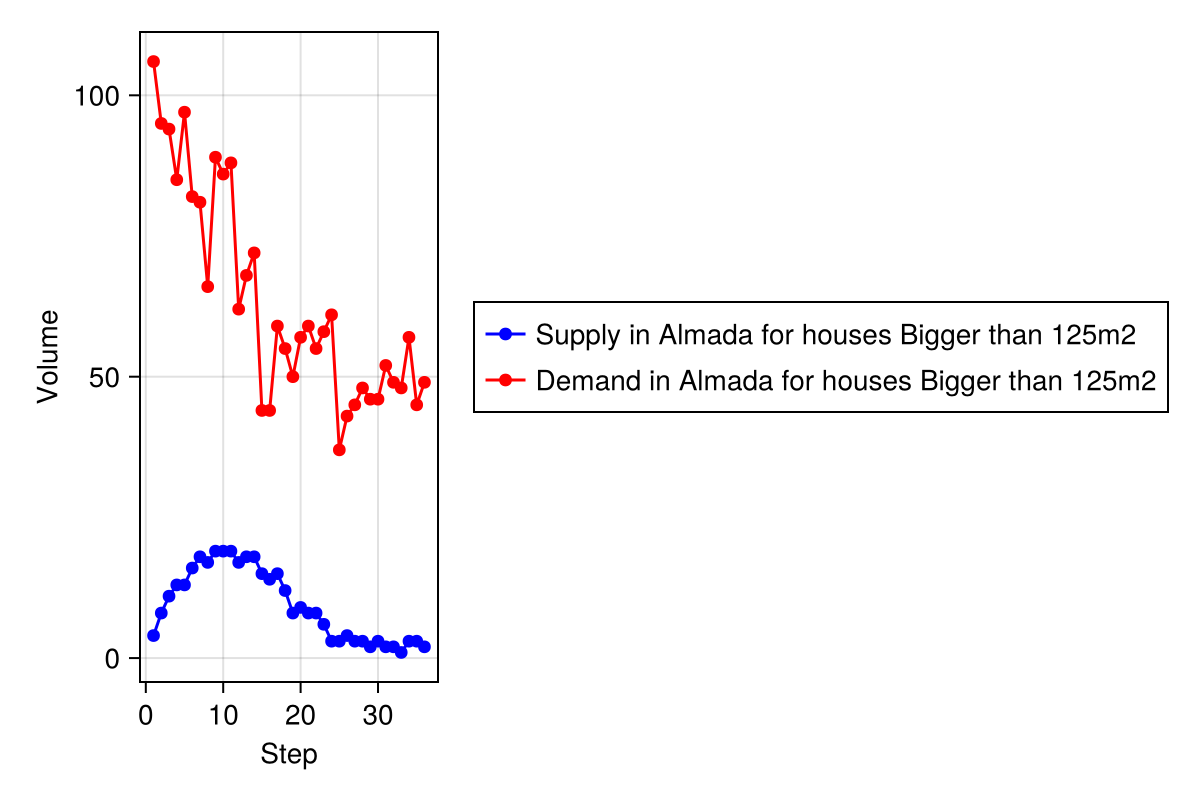 100
50
0
Volume
0 10 20 30
Step
Supply in Almada for houses Bigger than 125m2
Demand in Almada for houses Bigger than 125m2